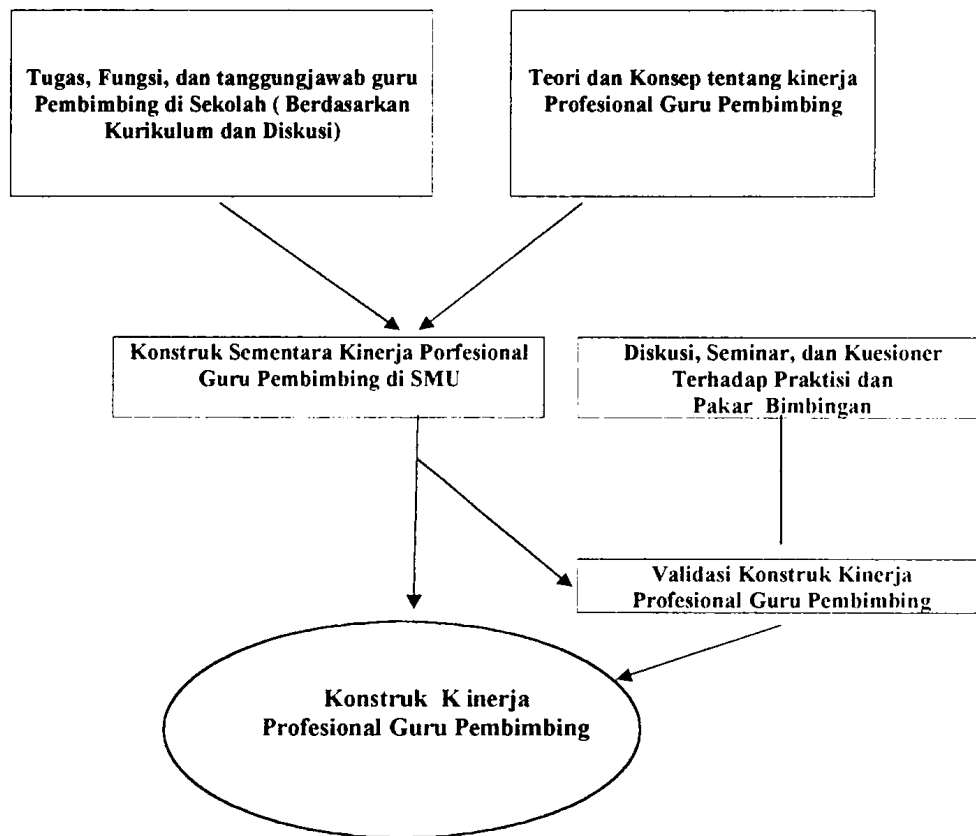 Tugas, Fungsi, dan tanggungjawab guru
Pembimbing di Sekolah ( Berdasarkan
Kurikulum dan Diskusi)
Teori dan Konsep tentang kinerja
Profesional Guru Pembimbing
Konstruk Sementara Kinerja Porfesional
Guru Pembimbing di SMU
Diskusi, Seminar, dan Kuesioner
Terhadap Praktisi dan
Pakar Bimbingan
Validasi Konstruk Kinerja
Profesional Guru Pembimbing
Konstruk K inerja
Profesional Guru Pembimbing